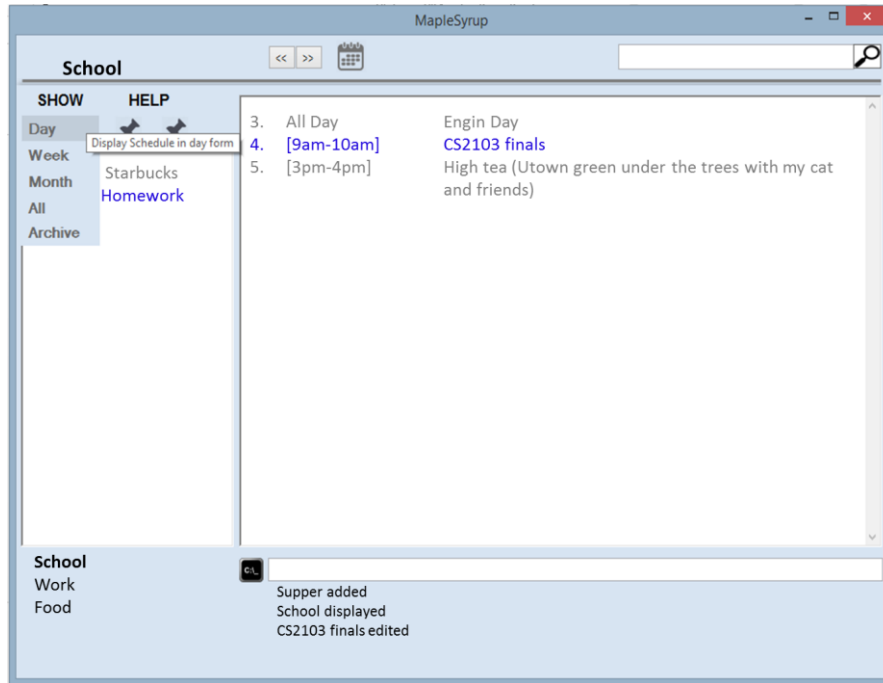 MapleSyrup
School
<< >>
SHOW HELP
Day
Display Schedule in day form
Week
Month
All
Archive
Starbucks
Homework
3. All Day Engin Day
4. [9am-10am] CS2103 finals
5. [3pm-4pm] High tea (Utown green under the trees with my cat
and friends)
School
Work
Food
C:\_
Supper added
School displayed
CS2103 finals edited